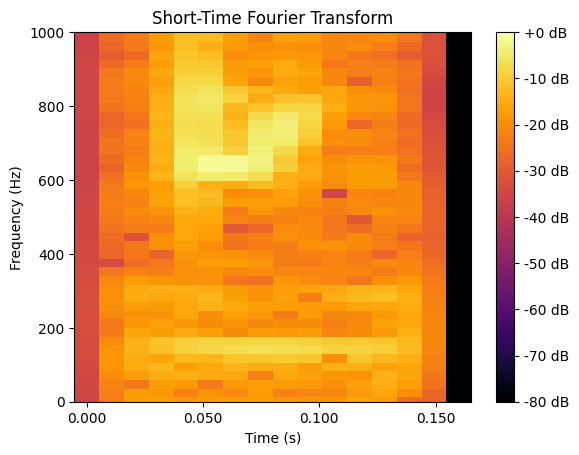 Short-Time Fourier Transform
1000
800
600
400
200
0
Frequency (Hz)
0.000
0.050
0.100
0.150
Time (s)
+0 dB
-10 dB
-20 dB
-30 dB
-40 dB
-50 dB
-60 dB
-70 dB
-80 dB